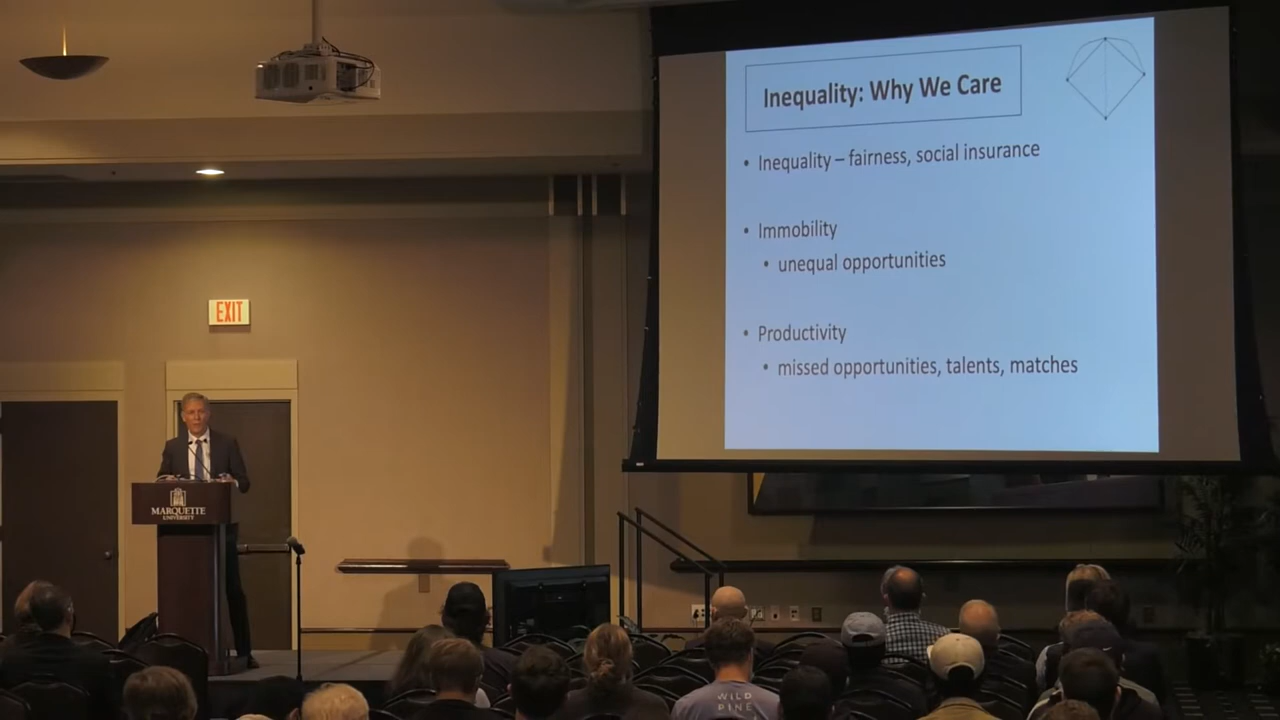 Inequality: Why We Care
• Inequality – fairness, social insurance
• Immobility
• unequal opportunities
• Productivity
• missed opportunities, talents, matches
EXIT
MARQUETTE
UNIVERSITY
WILD
PINE